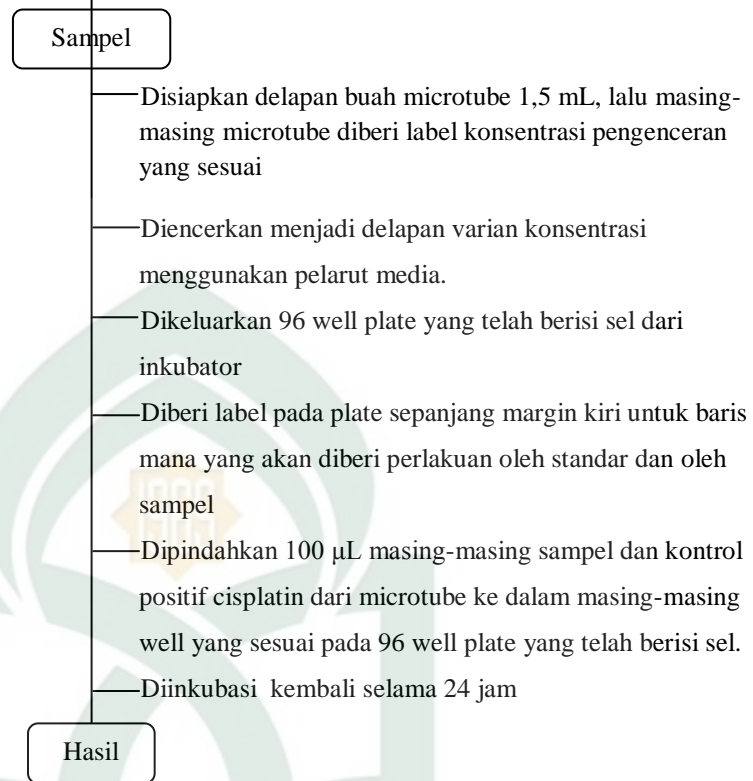 Sampel
Disiapkan delapan buah microtube 1,5 mL, lalu masing-
masing microtube diberi label konsentrasi pengenceran
yang sesuai
Diencerkan menjadi delapan varian konsentrasi
menggunakan pelarut media.
Dikeluarkan 96 well plate yang telah berisi sel dari
inkubator
Diberi label pada plate sepanjang margin kiri untuk baris
mana yang akan diberi perlakuan oleh standar dan oleh
sampel
Dipindahkan 100 μL masing-masing sampel dan kontrol
positif cisplatin dari microtube ke dalam masing-masing
well yang sesuai pada 96 well plate yang telah berisi sel.
Diinkubasi  kembali selama 24 jam
Hasil